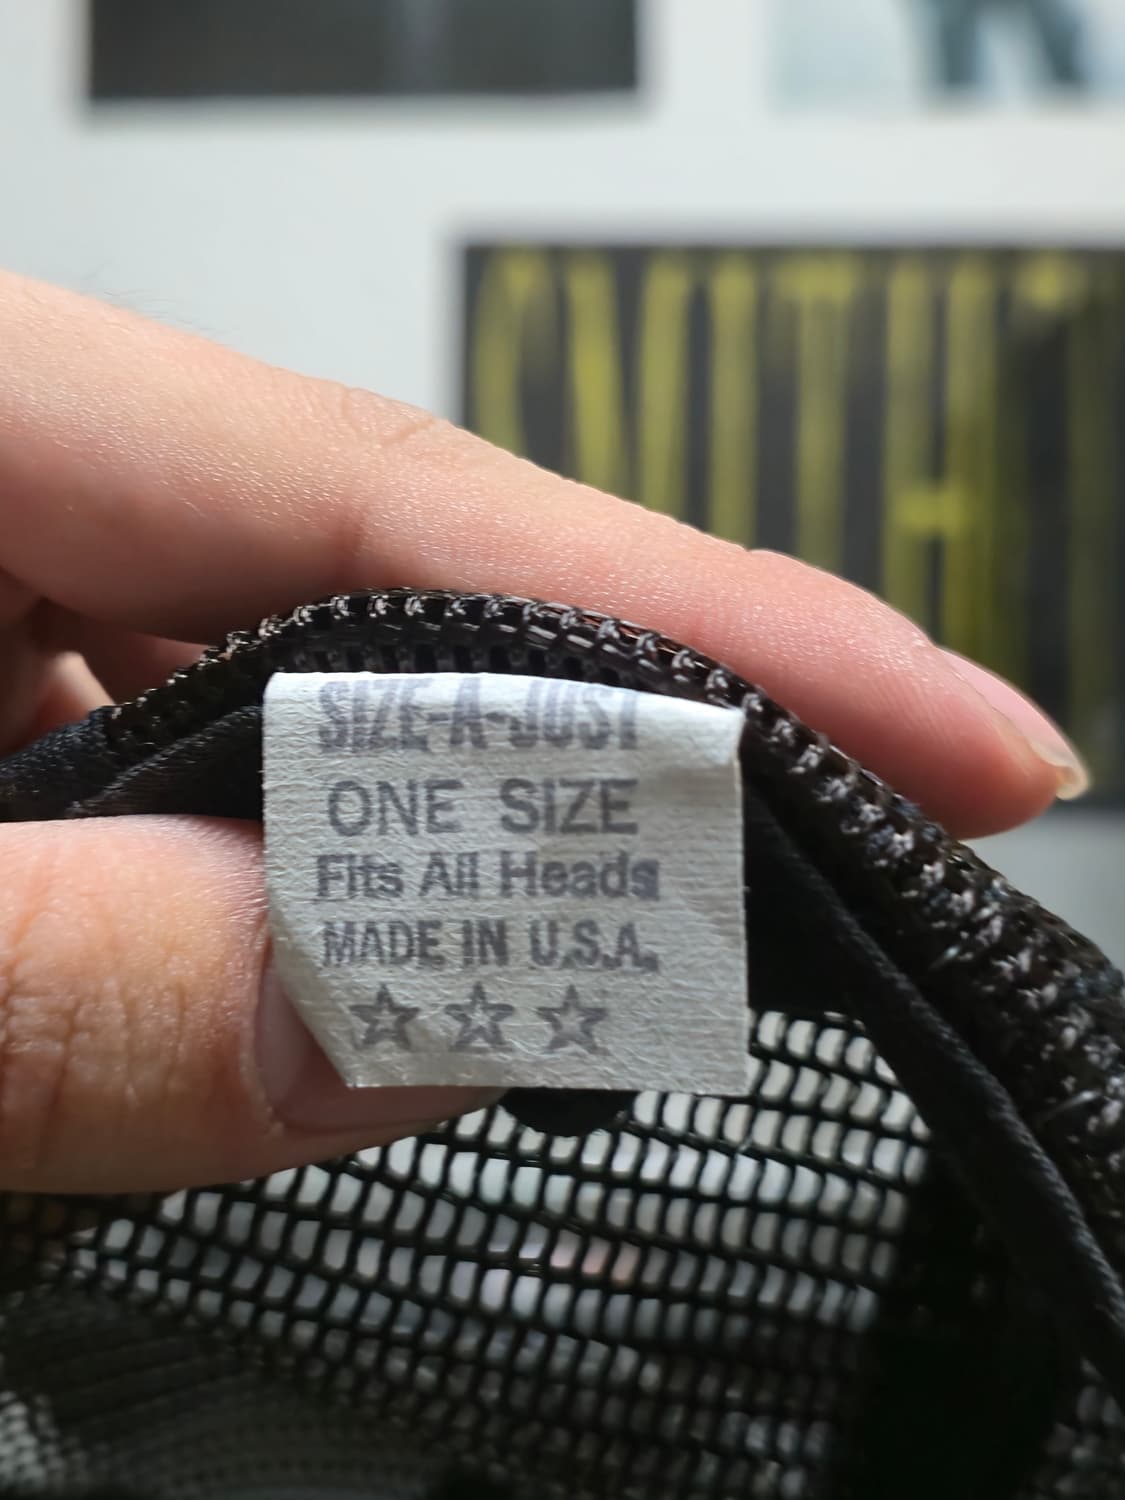 SIZE-A-JUST
ONE SIZE
Fits All Heads
MADE IN U.S.A.